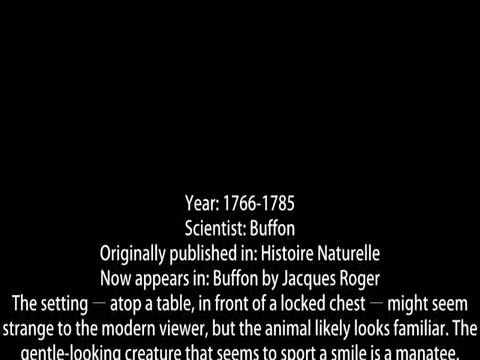 Year: 1766-1785
Scientist: Buffon
Originally published in: Histoire Naturelle
Now appears in: Buffon by Jacques Roger
The setting — atop a table, in front of a locked chest — might seem
strange to the modern viewer, but the animal likely looks familiar. The
gentle-looking creature that seems to sport a smile is a manatee.